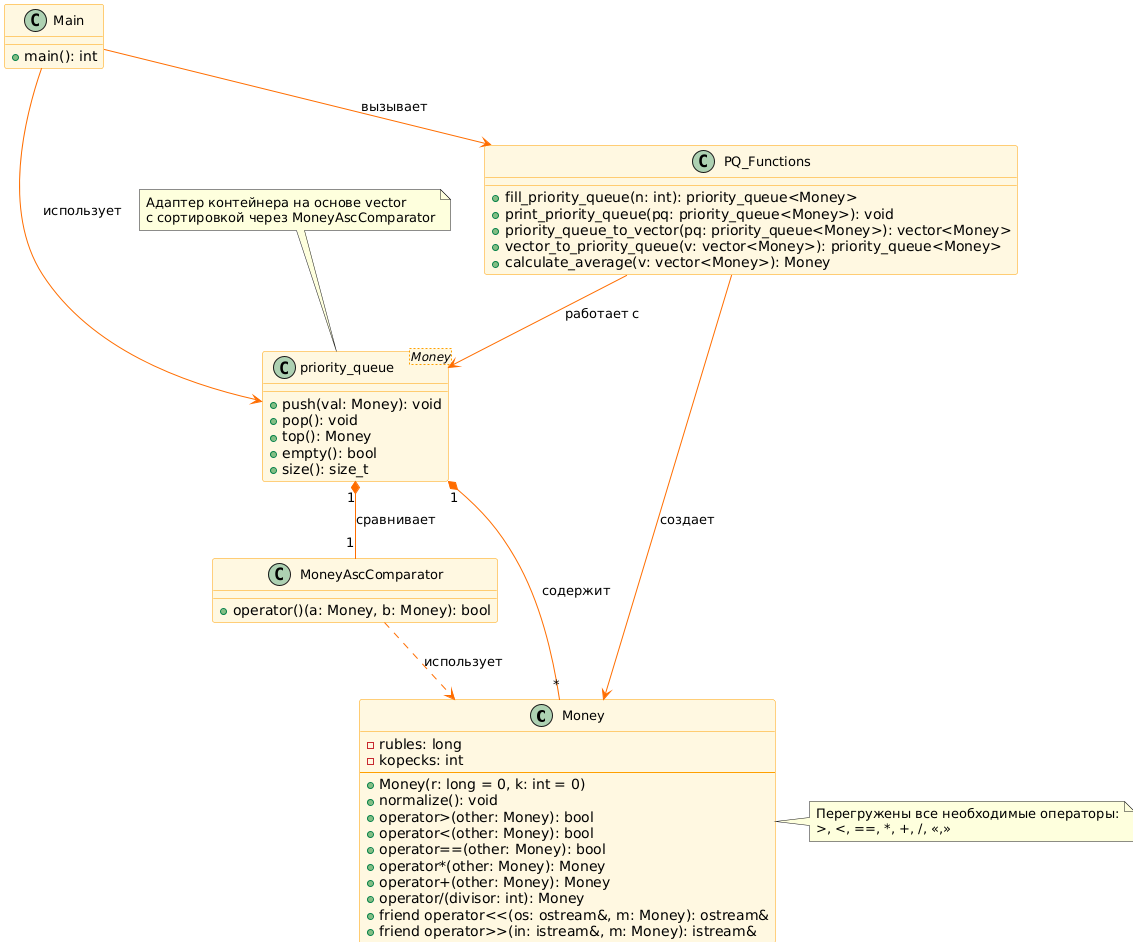 C Main
main(): int
вызывает
C PQ_Functions
fill_priority_queue(n: int): priority_queue<Money>
print_priority_queue(pq: priority_queue<Money>): void
priority_queue_to_vector(pq: priority_queue<Money>): vector<Money>
vector_to_priority_queue(v: vector<Money>): priority_queue<Money>
calculate_average(v: vector<Money>): Money
использует
Адаптер контейнера на основе vector
с сортировкой через MoneyAscComparator
работает с
Money
C priority_queue
push(val: Money): void
pop(): void
top(): Money
empty(): bool
size(): size_t
1
1
сравнивает
создает
1
C MoneyAscComparator
operator()(a: Money, b: Money): bool
содержит
использует
*
C Money
rubles: long
kopecks: int
Money(r: long = 0, k: int = 0)
normalize(): void
operator>(other: Money): bool
operator<(other: Money): bool
operator==(other: Money): bool
operator*(other: Money): Money
operator+(other: Money): Money
operator/(divisor: int): Money
friend operator<<(os: ostream&, m: Money): ostream&
friend operator>>(in: istream&, m: Money): istream&
Перегружены все необходимые операторы:
>, <, ==, *, +, /, «,»